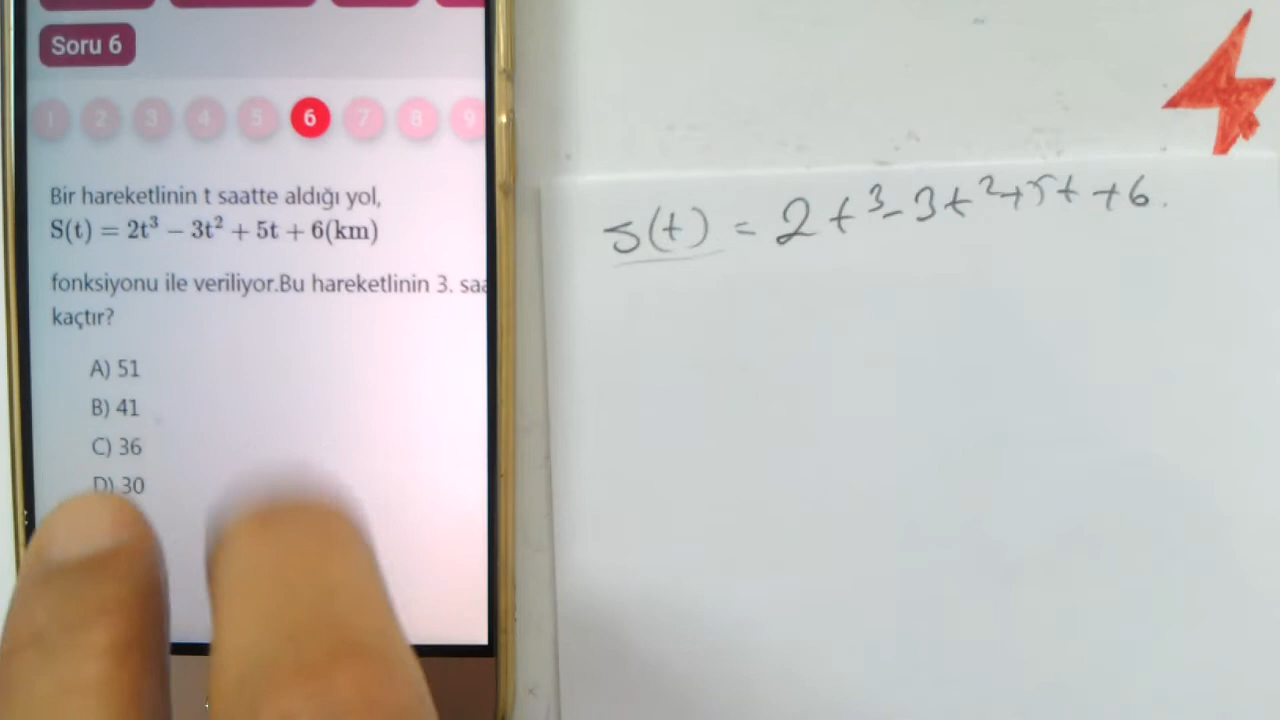 Soru 6
1 2 3 4 5 6 7 8 9
Bir hareketlinin t saatte aldığı yol,
S(t) = 2t³ − 3t² + 5t + 6(km)
fonksiyonu ile veriliyor.Bu hareketlinin 3.
kaçtır?
A) 51
B) 41
C) 36
D) 30
S(t) = 2t³-3t²+5t+6.